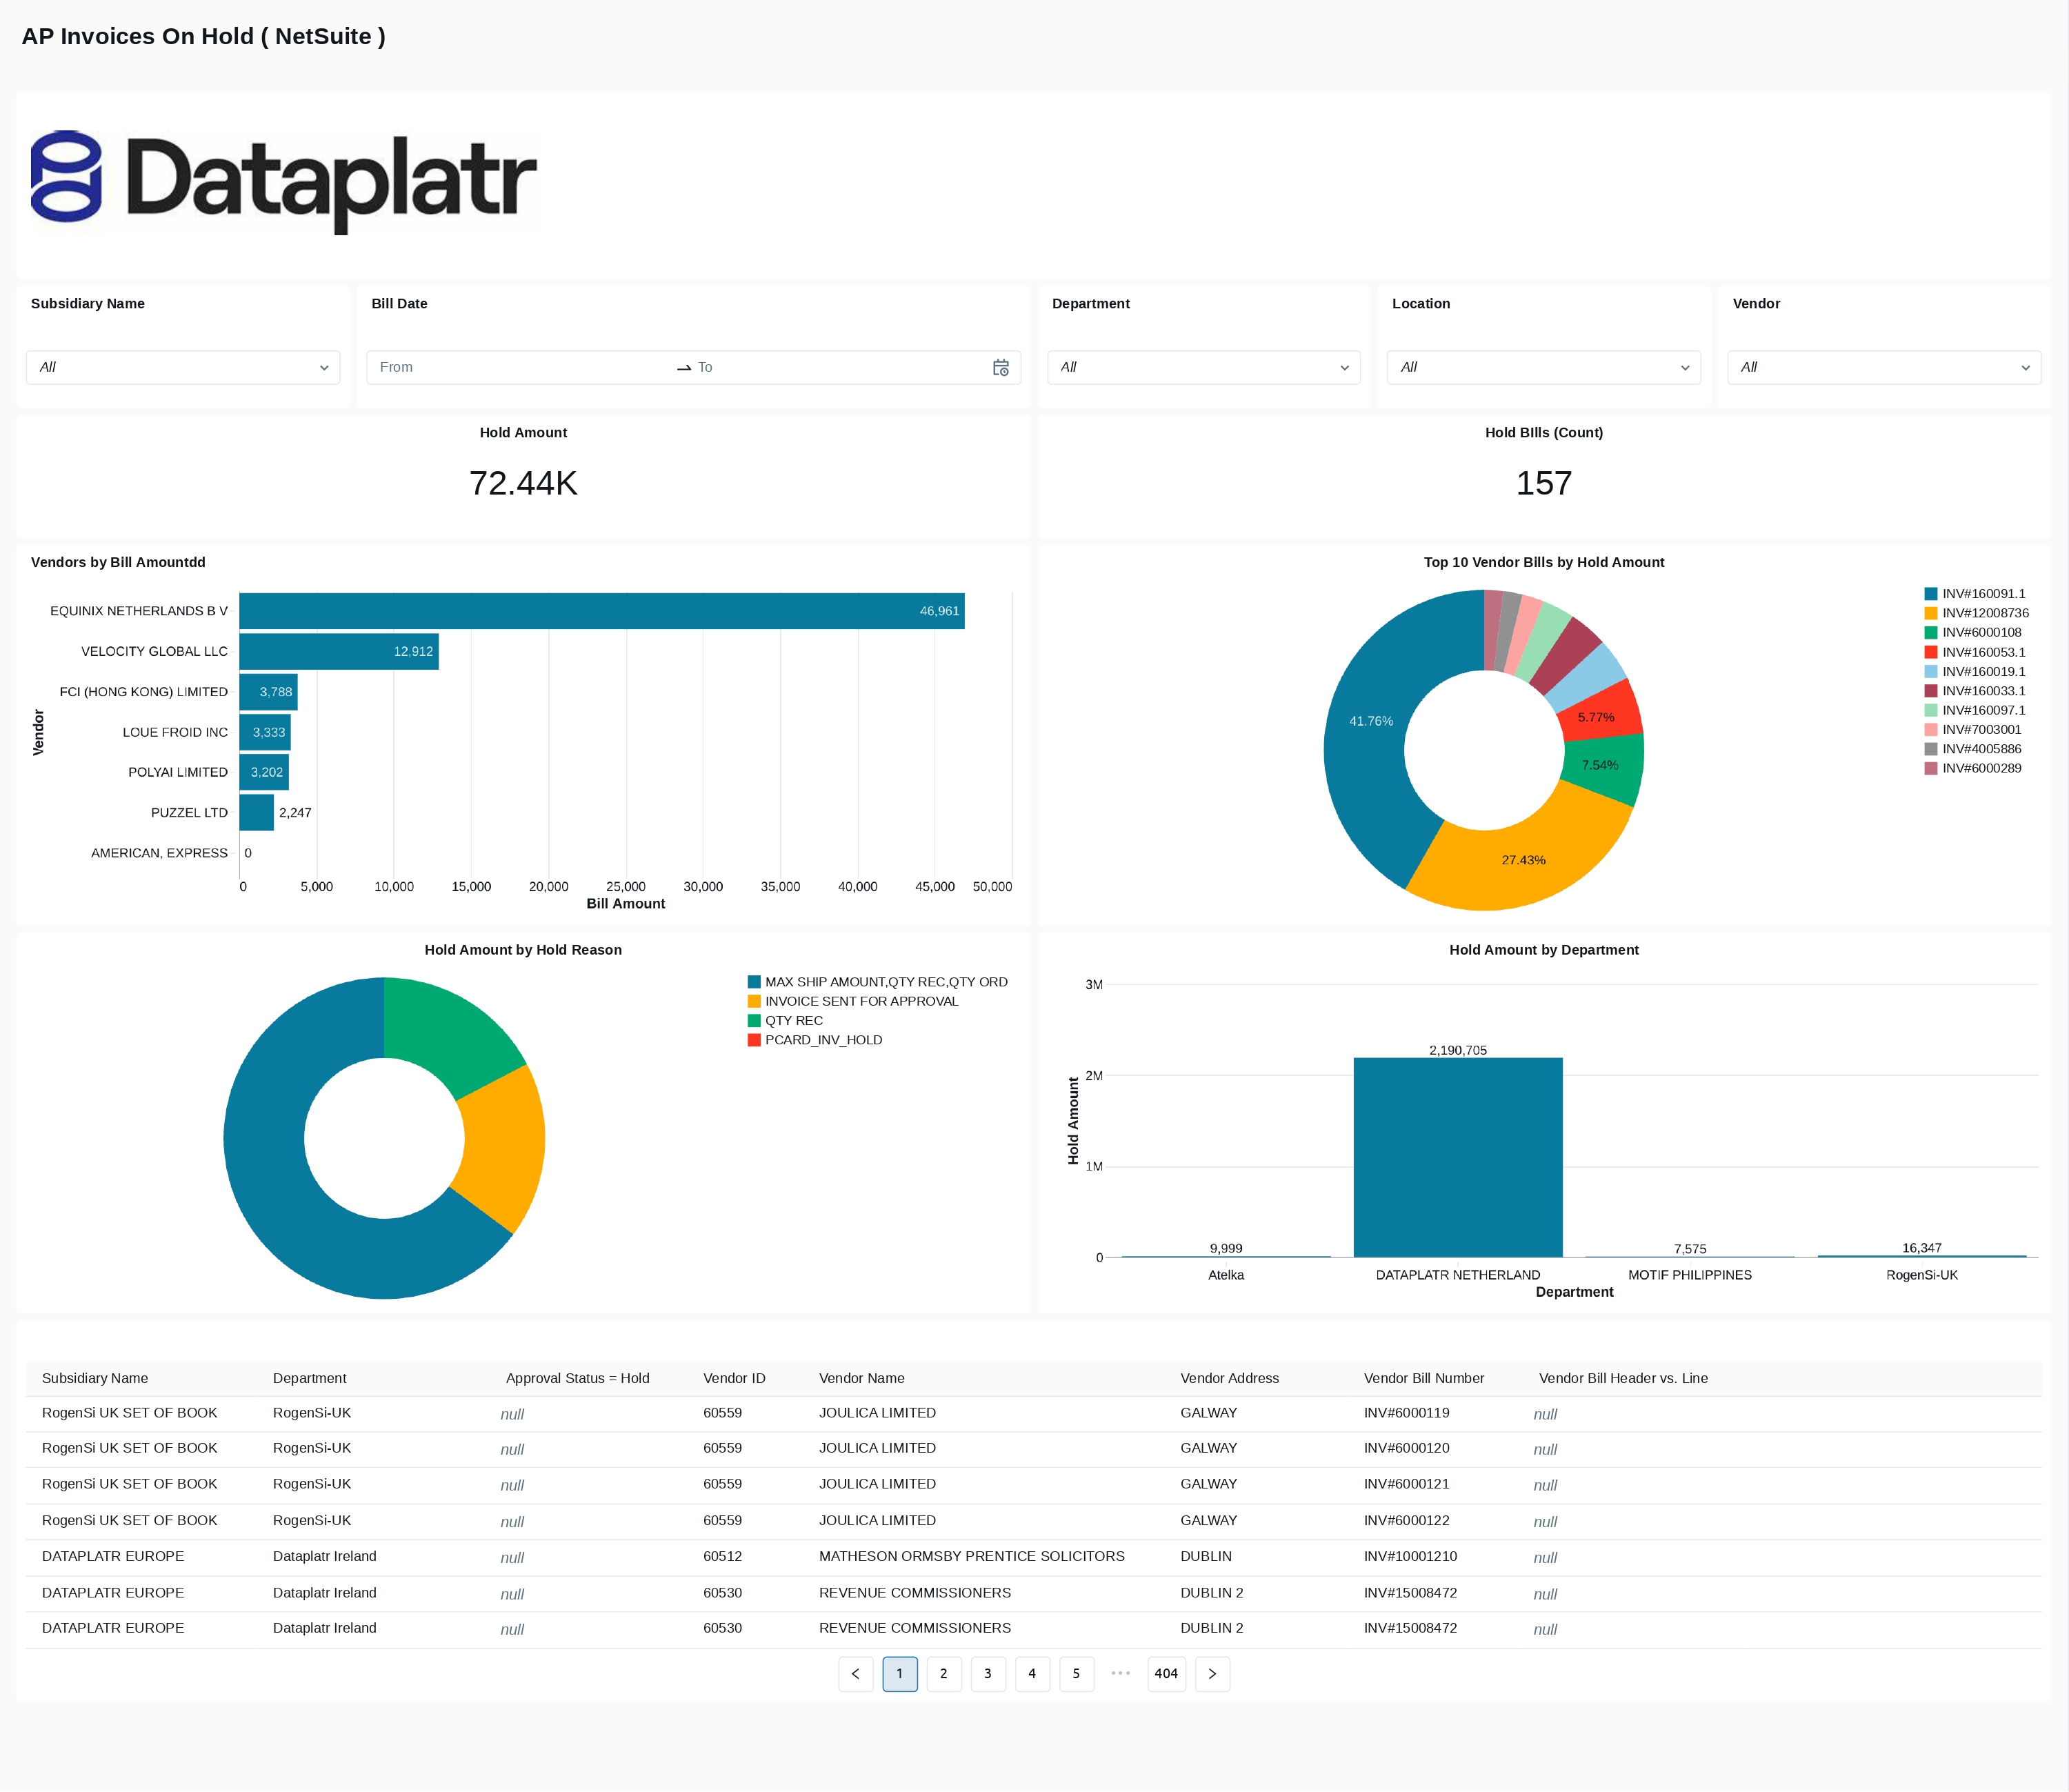 AP Invoices On Hold ( NetSuite )
Dataplatr
Subsidiary Name
Bill Date
Department
Location
Vendor
All
From
To
All
All
All
Hold Amount
72.44K
Hold BIlls (Count)
157
Vendors by Bill Amountdd
Vendor
EQUINIX NETHERLANDS B V
46,961
VELOCITY GLOBAL LLC
12,912
FCI (HONG KONG) LIMITED
3,788
LOUE FROID INC
3,333
POLYAI LIMITED
3,202
PUZZEL LTD
2,247
AMERICAN, EXPRESS
0
0 5,000 10,000 15,000 20,000 25,000 30,000 35,000 40,000 45,000 50,000
Bill Amount
Top 10 Vendor Bills by Hold Amount
41.76%
5.77%
7.54%
27.43%
INV#160091.1
INV#12008736
INV#6000108
INV#160053.1
INV#160019.1
INV#160033.1
INV#160097.1
INV#7003001
INV#4005886
INV#6000289
Hold Amount by Hold Reason
MAX SHIP AMOUNT,QTY REC,QTY ORD
INVOICE SENT FOR APPROVAL
QTY REC
PCARD_INV_HOLD
Hold Amount by Department
Hold Amount
3M
2M
1M
0
9,999
2,190,705
7,575
16,347
Atelka
DATAPLATR NETHERLAND
MOTIF PHILIPPINES
RogenSi-UK
Department
Subsidiary Name Department Approval Status = Hold Vendor ID Vendor Name Vendor Address Vendor Bill Number Vendor Bill Header vs. Line
RogenSi UK SET OF BOOK RogenSi-UK null 60559 JOULICA LIMITED GALWAY INV#6000119 null
RogenSi UK SET OF BOOK RogenSi-UK null 60559 JOULICA LIMITED GALWAY INV#6000120 null
RogenSi UK SET OF BOOK RogenSi-UK null 60559 JOULICA LIMITED GALWAY INV#6000121 null
RogenSi UK SET OF BOOK RogenSi-UK null 60559 JOULICA LIMITED GALWAY INV#6000122 null
DATAPLATR EUROPE Dataplatr Ireland null 60512 MATHESON ORMSBY PRENTICE SOLICITORS DUBLIN INV#10001210 null
DATAPLATR EUROPE Dataplatr Ireland null 60530 REVENUE COMMISSIONERS DUBLIN 2 INV#15008472 null
DATAPLATR EUROPE Dataplatr Ireland null 60530 REVENUE COMMISSIONERS DUBLIN 2 INV#15008472 null
< 1 2 3 4 5 ••• 404 >